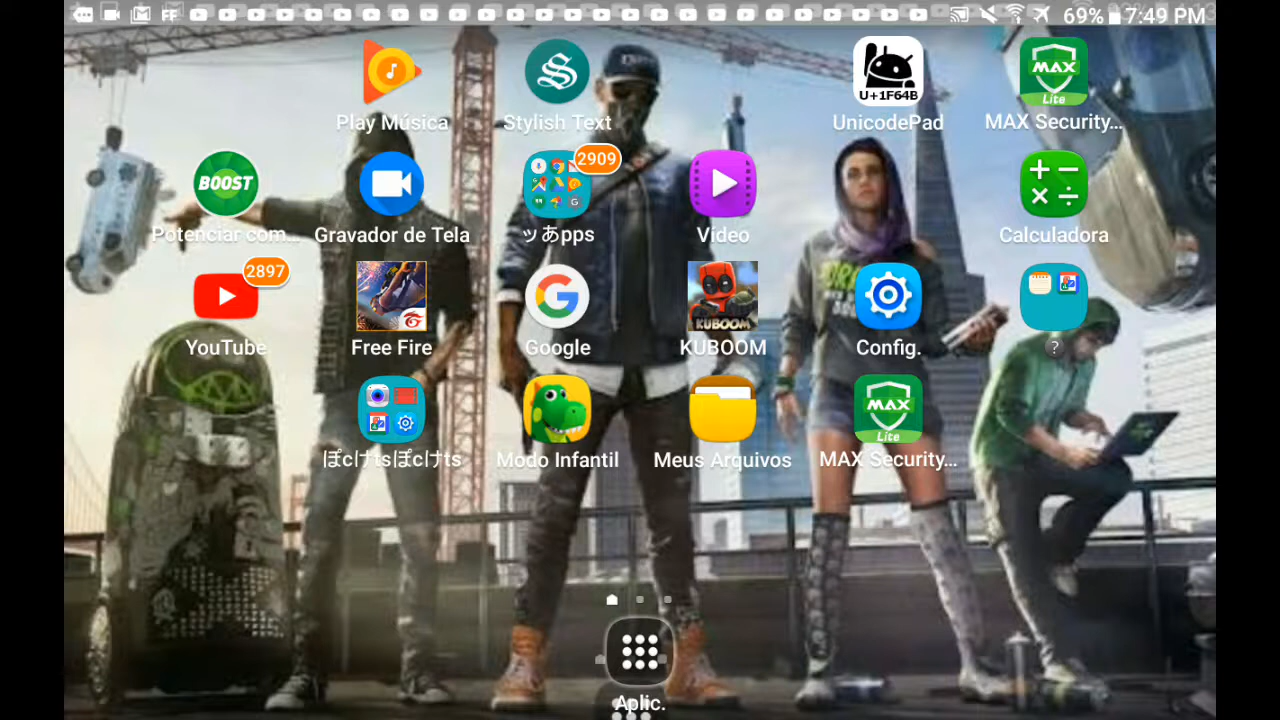 FF 69% 7:49 PM
U+1F64B
MAX
Lite
Play Música Stylish Text UnicodePad MAX Security...
BOOST
2909
Potenciar com... Gravador de Tela ッあpps Vídeo Calculadora
2897
KUBOOM
YouTube Free Fire Google KUBOOM Config. ?
MAX
Lite
ぽcけtsぽcけts Modo Infantil Meus Arquivos MAX Security...
Aplic.